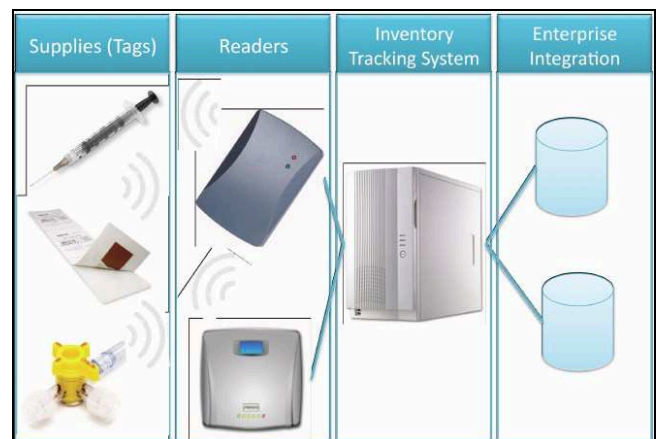 Supplies (Tags)
Readers
Inventory
Tracking System
Enterprise
Integration